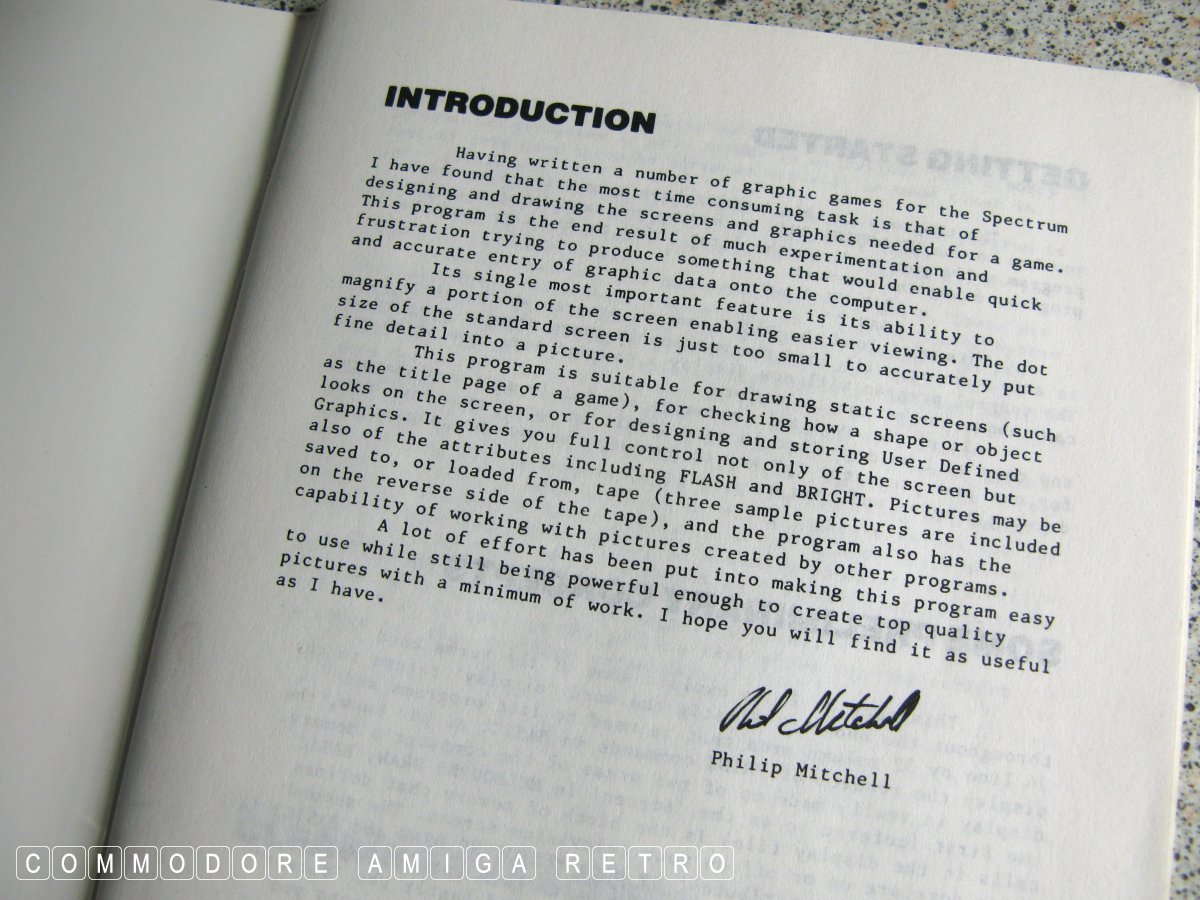 INTRODUCTION
Having written a number of graphic games for the Spectrum
I have found that the most time consuming task is that of
designing and drawing the screens and graphics needed for a game.
This program is the end result of much experimentation and
frustration trying to produce something that would enable quick
and accurate entry of graphic data onto the computer.
Its single most important feature is its ability to
magnify a portion of the screen enabling easier viewing. The dot
size of the standard screen is just too small to accurately put
fine detail into a picture.
This program is suitable for drawing static screens (such
as the title page of a game), for checking how a shape or object
looks on the screen, or for designing and storing User Defined
Graphics. It gives you full control not only of the screen but
also of the attributes including FLASH and BRIGHT. Pictures may be
saved to, or loaded from, tape (three sample pictures are included
on the reverse side of the tape), and the program also has the
capability of working with pictures created by other programs.
A lot of effort has been put into making this program easy
to use while still being powerful enough to create top quality
pictures with a minimum of work. I hope you will find it as useful
as I have.
Phil Mitchell
Philip Mitchell
GETTING STARTED
COMMODORE AMIGA RETRO